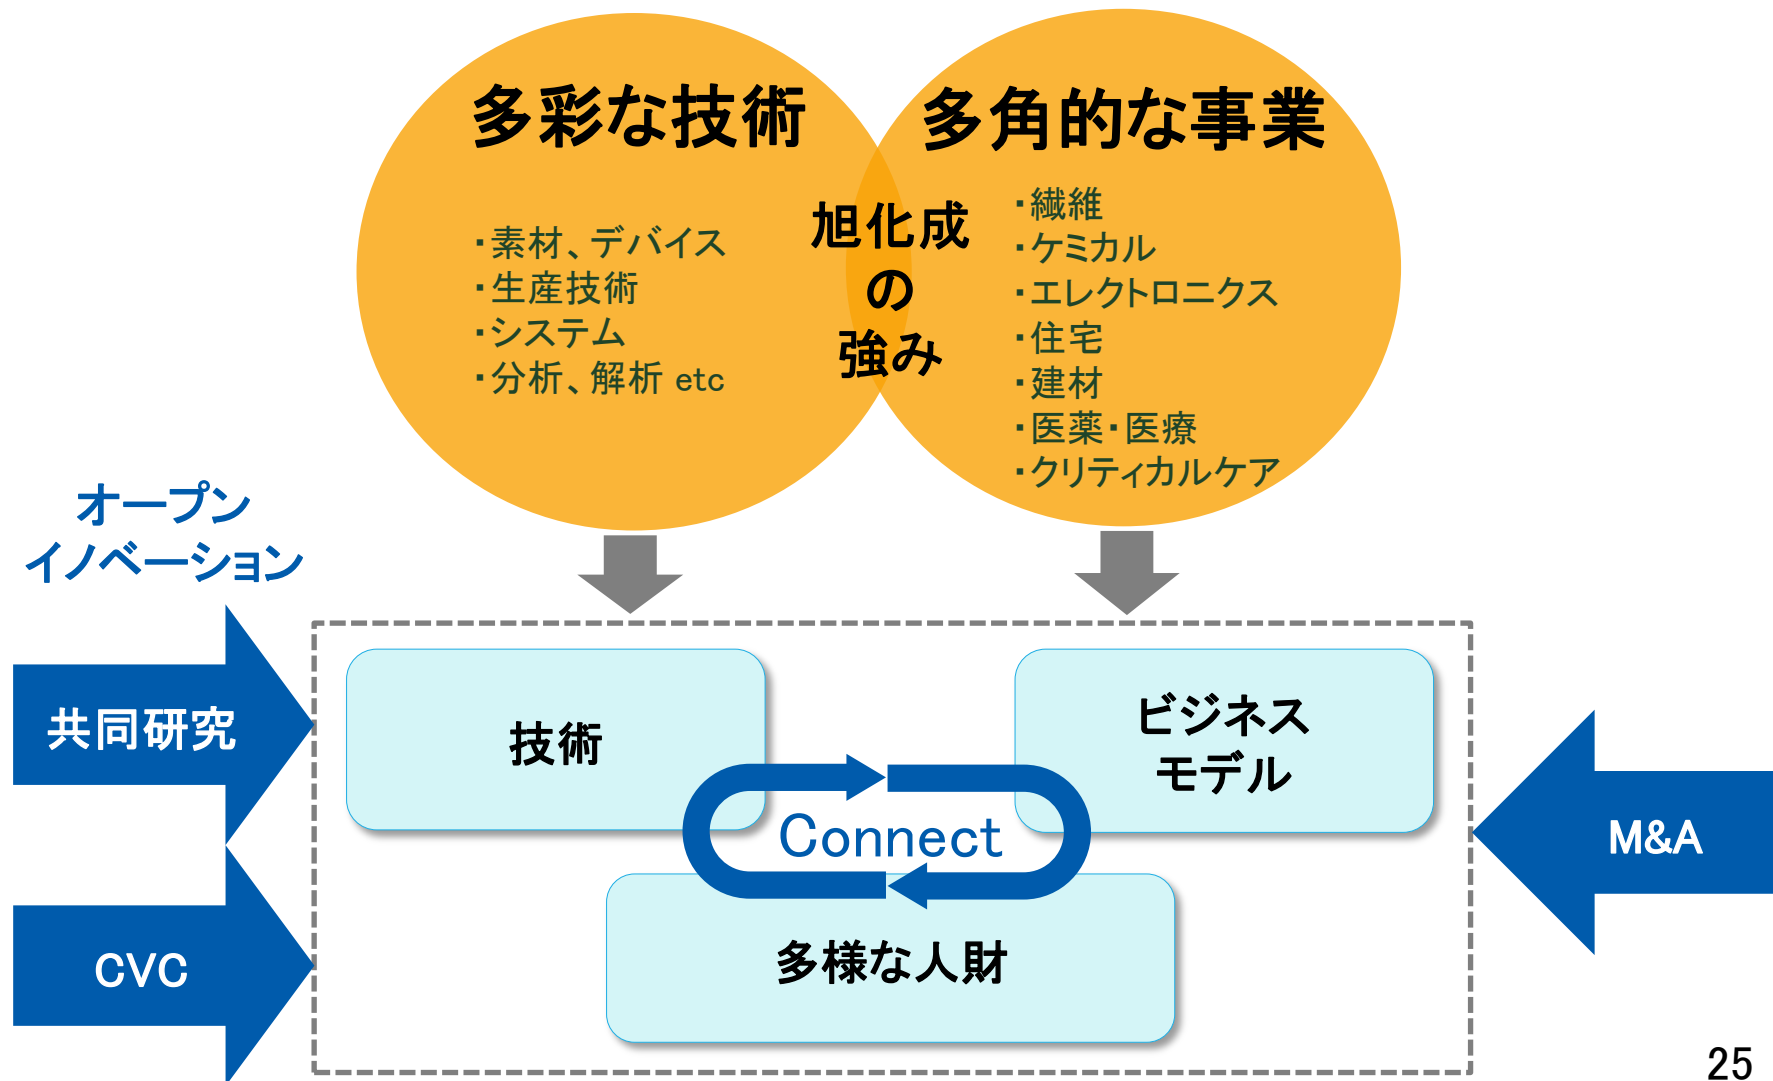 多彩な技術
・素材、デバイス
・生産技術
・システム
・分析、解析 etc
旭化成
の
強み
多角的な事業
・繊維
・ケミカル
・エレクトロニクス
・住宅
・建材
・医薬・医療
・クリティカルケア
オープン
イノベーション
共同研究
CVC
技術
ビジネス
モデル
Connect
多様な人財
M&A
25